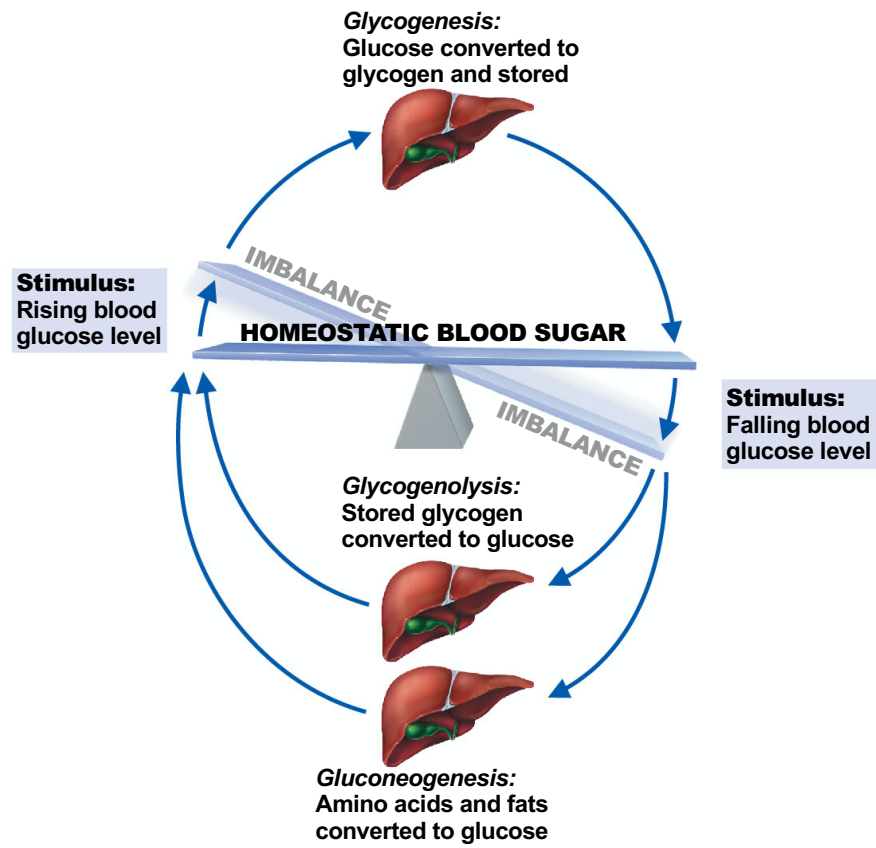 Glycogenesis:
Glucose converted to
glycogen and stored
IMBALANCE
Stimulus:
Rising blood
glucose level
HOMEOSTATIC BLOOD SUGAR
IMBALANCE
Stimulus:
Falling blood
glucose level
Glycogenolysis:
Stored glycogen
converted to glucose
Gluconeogenesis:
Amino acids and fats
converted to glucose